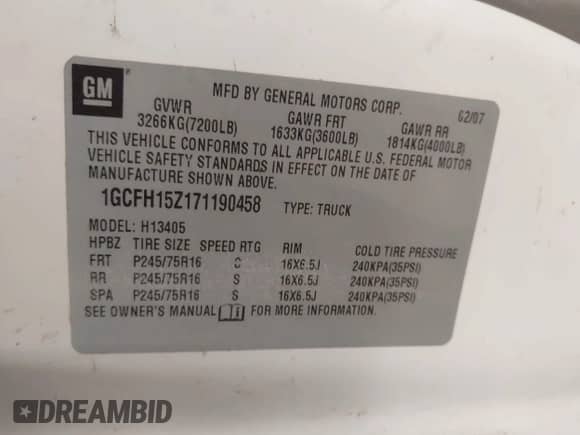 GM
MFD BY GENERAL MOTORS CORP. 02/07
GVWR GAWR FRT GAWR RR
3266KG(7200LB) 1633KG(3600LB) 1814KG(4000LB)
THIS VEHICLE CONFORMS TO ALL APPLICABLE U.S. FEDERAL MOTOR
VEHICLE SAFETY STANDARDS IN EFFECT ON THE DATE OF
MANUFACTURE SHOWN ABOVE.
1GCFH15Z171190458 TYPE: TRUCK
MODEL: H13405
HPBZ TIRE SIZE SPEED RTG RIM COLD TIRE PRESSURE
FRT P245/75R16 S 16X6.5J 240KPA(35PSI)
RR P245/75R16 S 16X6.5J 240KPA(35PSI)
SPA P245/75R16 S 16X6.5J 240KPA(35PSI)
SEE OWNER'S MANUAL FOR MORE INFORMATION.
DREAMBID